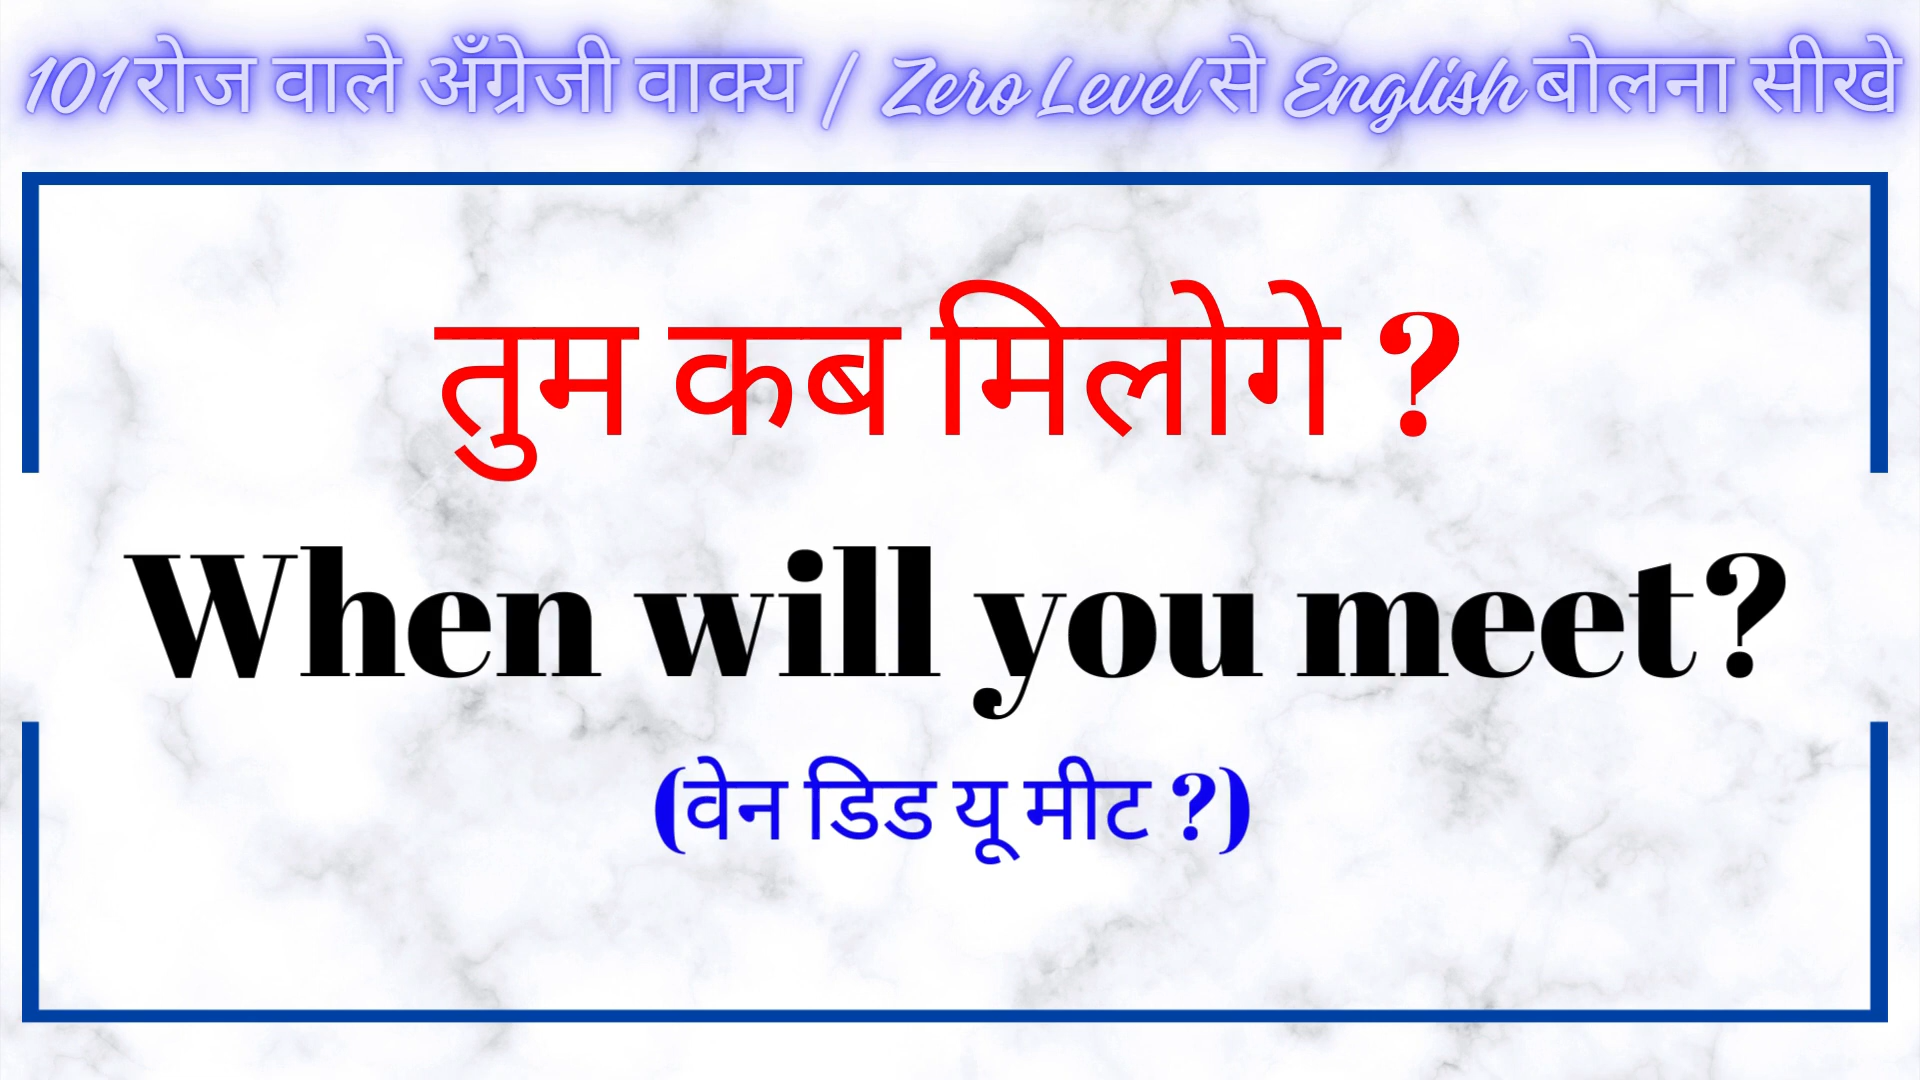 101 रोज वाले अँग्रेजी वाक्य / Zero Level से English बोलना सीखे
तुम कब मिलोगे ?
When will you meet?
(वेन डिड यू मीट ?)